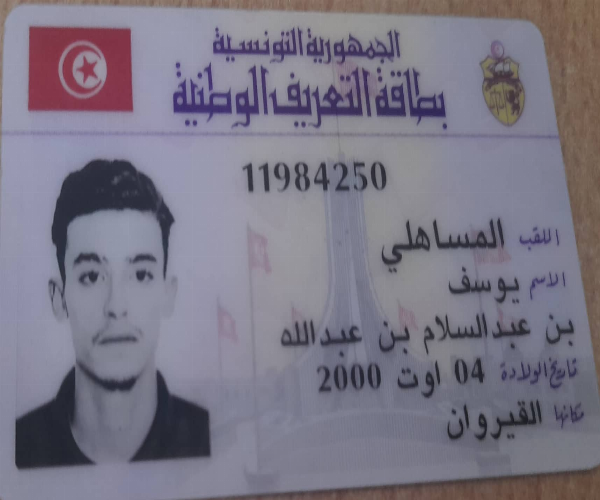 الجمهورية التونسية
بطاقة التعريف الوطنية
11984250
اللقب المساهلي
الاسم يوسف
بن عبدالسلام بن عبدالله
تاريخ الولادة 04 اوت 2000
مكانها القيروان